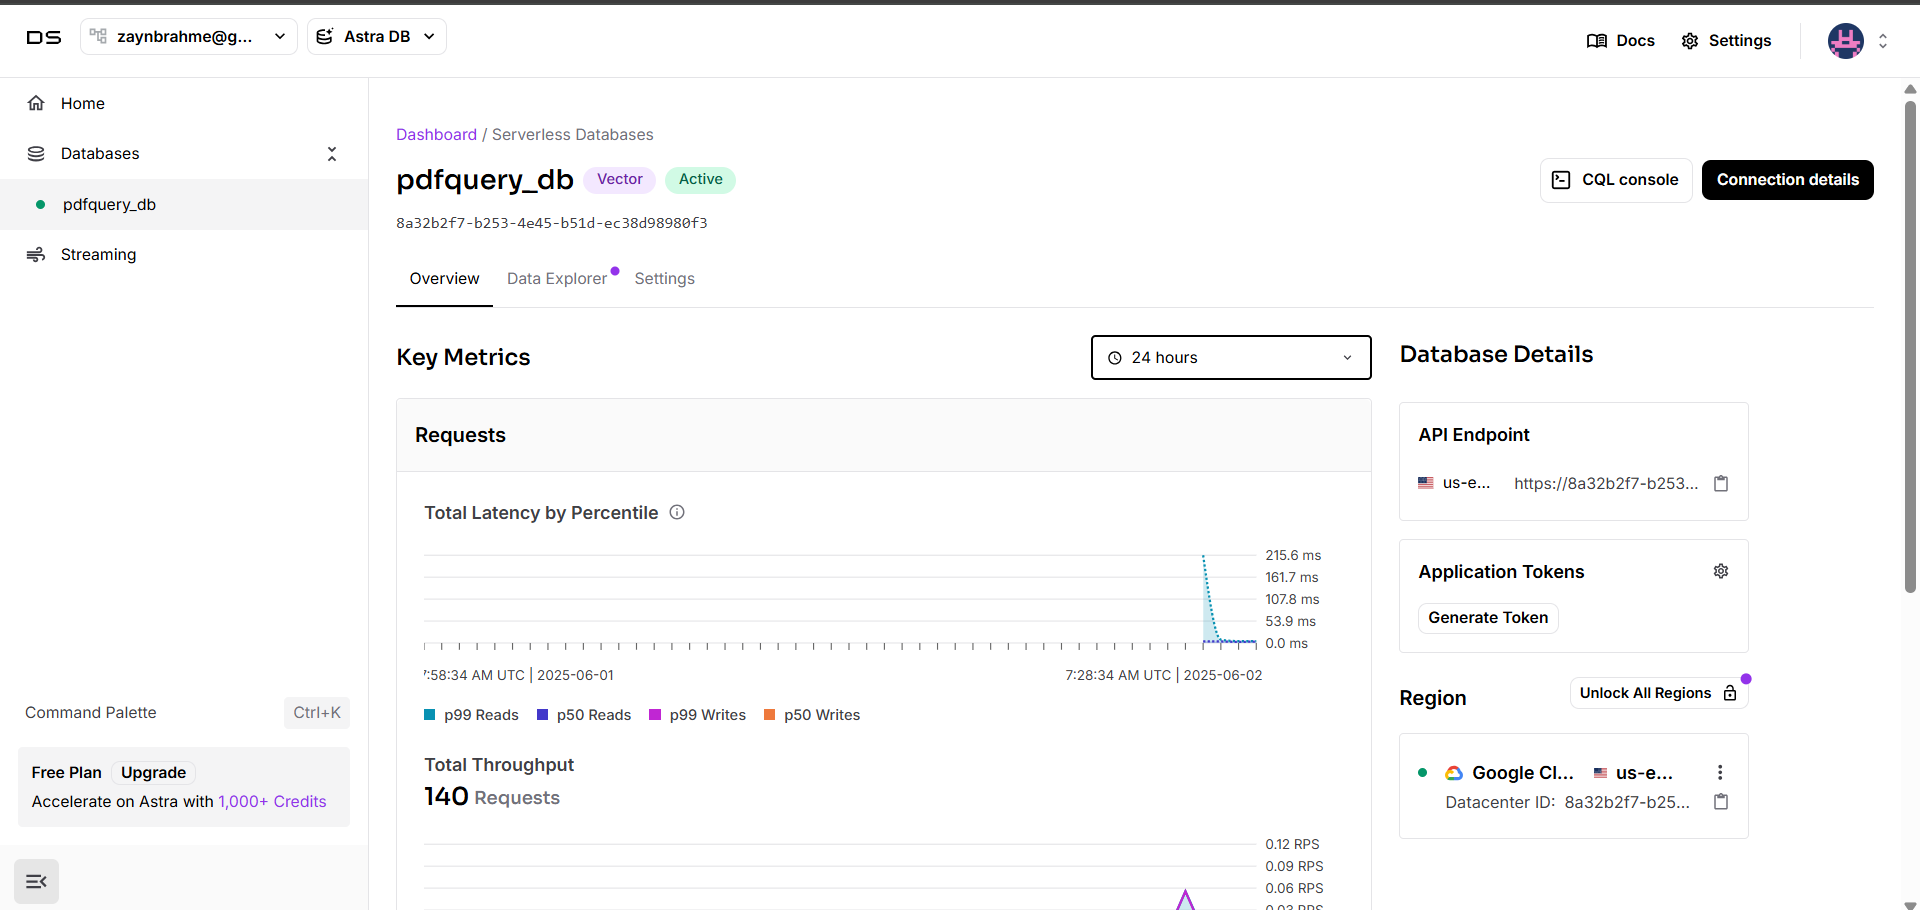 DS
zaynbrahme@g...
Astra DB
Docs
Settings
Home
Databases
pdfquery_db
Streaming
Command Palette
Ctrl+K
Free Plan
Upgrade
Accelerate on Astra with 1,000+ Credits
Dashboard / Serverless Databases
pdfquery_db
Vector
Active
8a32b2f7-b253-4e45-b51d-ec38d98980f3
CQL console
Connection details
Overview
Data Explorer
Settings
Key Metrics
24 hours
Requests
Total Latency by Percentile
215.6 ms
161.7 ms
107.8 ms
53.9 ms
0.0 ms
7:58:34 AM UTC | 2025-06-01
7:28:34 AM UTC | 2025-06-02
p99 Reads
p50 Reads
p99 Writes
p50 Writes
Total Throughput
140 Requests
0.12 RPS
0.09 RPS
0.06 RPS
0.03 RPS
Database Details
API Endpoint
us-e...
https://8a32b2f7-b253...
Application Tokens
Generate Token
Region
Unlock All Regions
Google Cl...
us-e...
Datacenter ID: 8a32b2f7-b25...